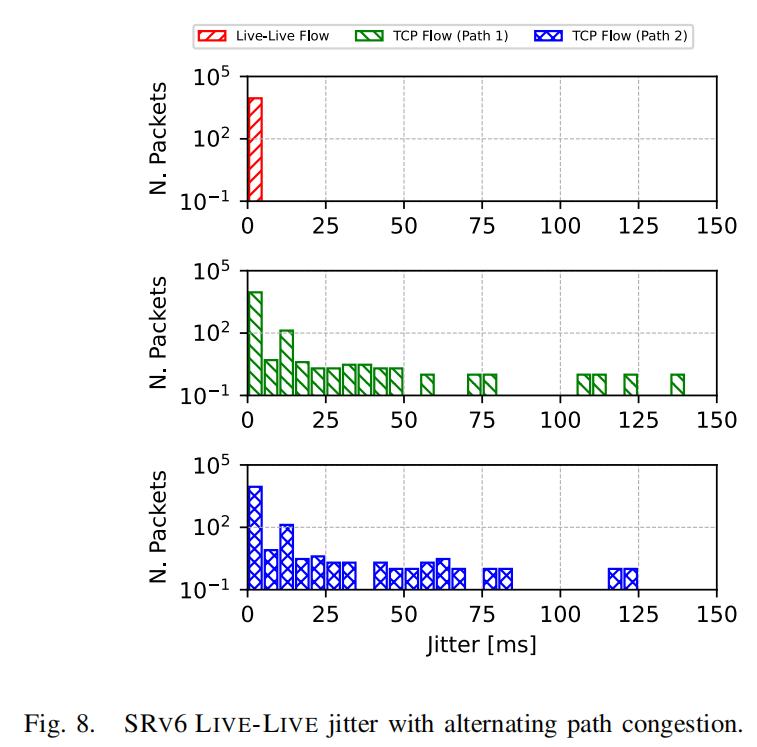 Live-Live Flow TCP Flow (Path 1) TCP Flow (Path 2)
10^5
10^2
10^-1
N. Packets
0 25 50 75 100 125 150
10^5
10^2
10^-1
N. Packets
0 25 50 75 100 125 150
10^5
10^2
10^-1
N. Packets
0 25 50 75 100 125 150
Jitter [ms]
Fig. 8. SRV6 LIVE-LIVE jitter with alternating path congestion.